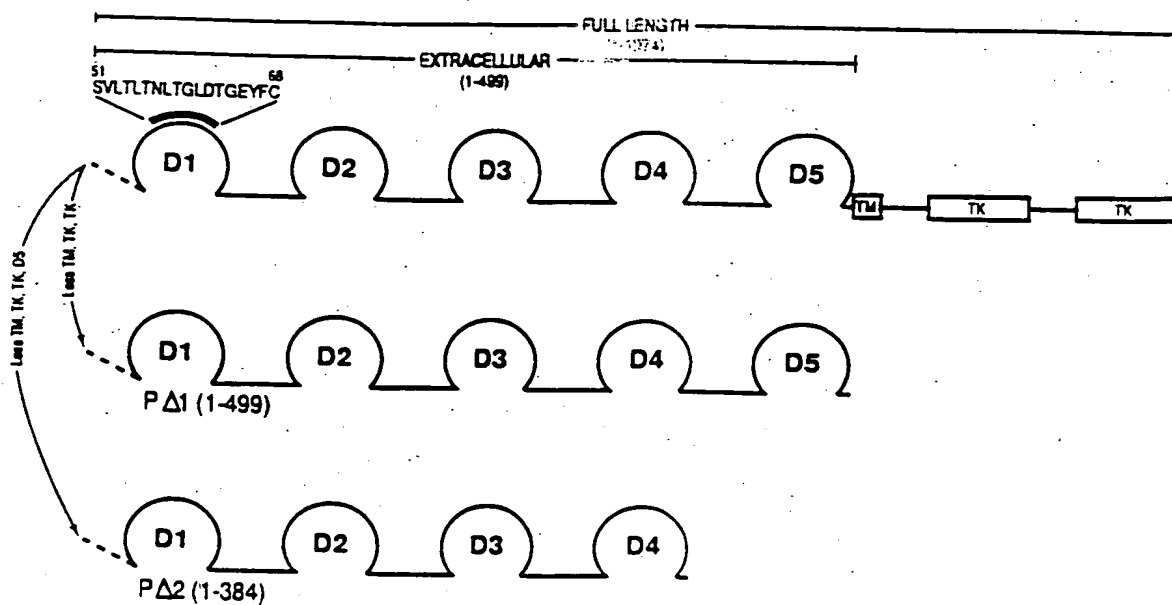 FULL LENGTH
EXTRACELLULAR
(1-499)
51 68
SVLTLTNLTGLDTGEYFC
D1 D2 D3 D4 D5 TM TK TK
Less TM, TK, TK, D5
Less TM, TK, TK
D1 D2 D3 D4 D5
PΔ1 (1-499)
D1 D2 D3 D4
PΔ2 (1-384)